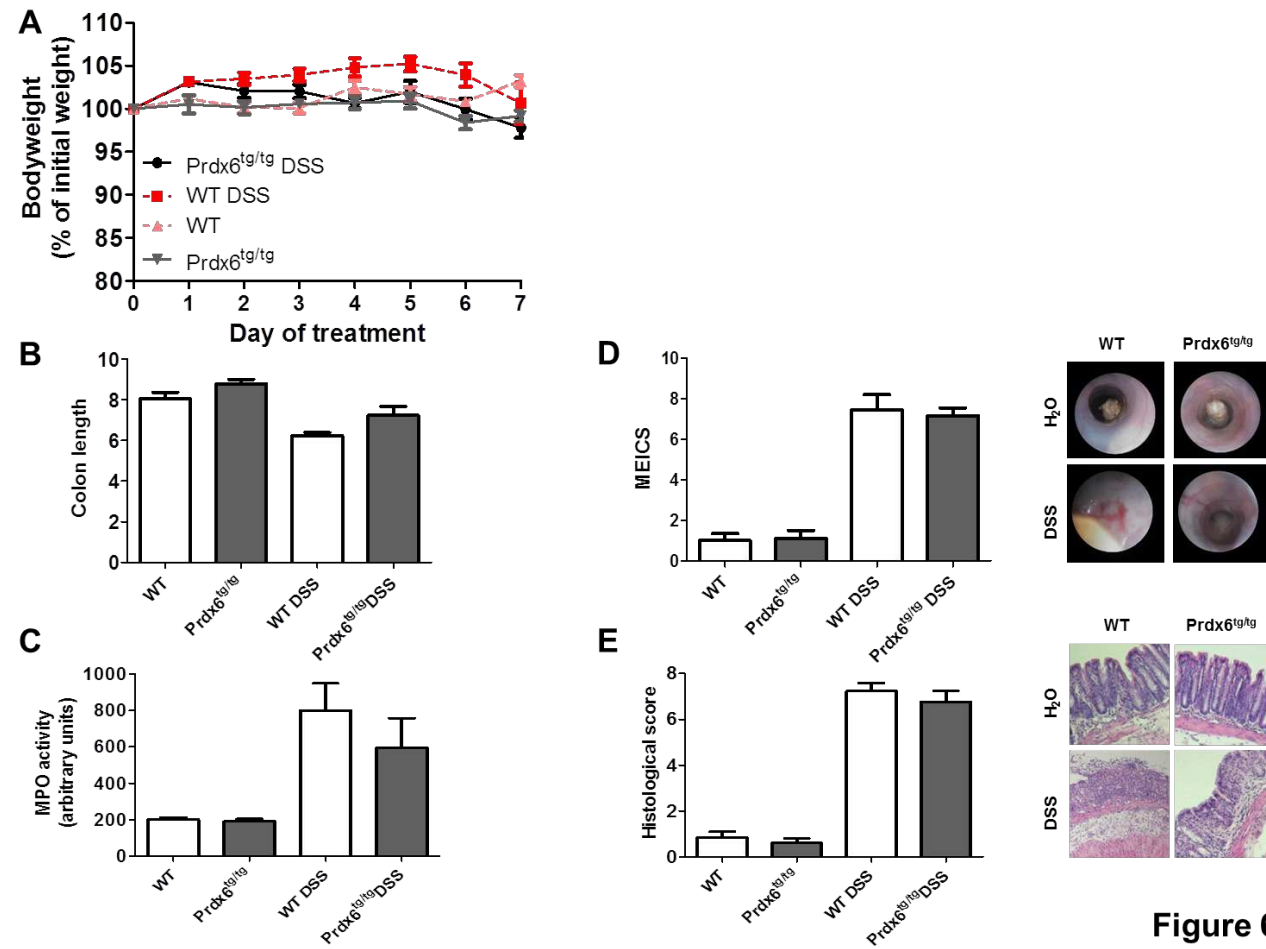 A
110
105
100
95
90
85
80
Bodyweight
(% of initial weight)
Prdx6tg/tg DSS
WT DSS
WT
Prdx6tg/tg
0 1 2 3 4 5 6 7
Day of treatment
B
10
8
6
4
2
0
Colon length
WT
Prdx6tg/tg
WT DSS
Prdx6tg/tgDSS
C
1000
800
600
400
200
0
MPO activity
(arbitrary units)
WT
Prdx6tg/tg
WT DSS
Prdx6tg/tgDSS
D
10
8
6
4
2
0
MEICS
WT
Prdx6tg/tg
WT DSS
Prdx6tg/tg DSS
WT Prdx6tg/tg
H2O
DSS
E
8
6
4
2
0
Histological score
WT
Prdx6tg/tg
WT DSS
Prdx6tg/tgDSS
WT Prdx6tg/tg
H2O
DSS
Figure